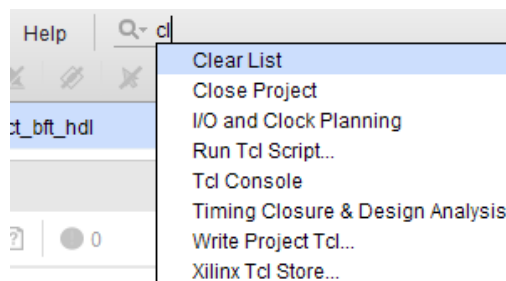 Help cl
Clear List
Close Project
ct_bft_hdl
I/O and Clock Planning
Run Tcl Script...
Tcl Console
Timing Closure & Design Analysis
? 0
Write Project Tcl...
Xilinx Tcl Store...